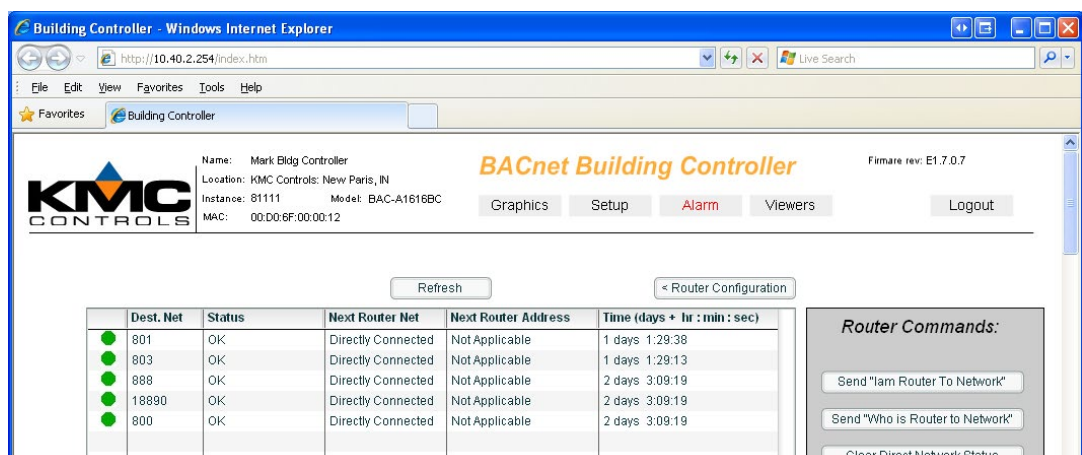 Building Controller - Windows Internet Explorer
http://10.40.2.254/index.htm
Live Search
File Edit View Favorites Tools Help
Favorites Building Controller
KMC CONTROLS
Name: Mark Bldg Controller
Location: KMC Controls: New Paris, IN
Instance: 81111 Model: BAC-A1616BC
MAC: 00:D0:6F:00:00:12
BACnet Building Controller
Firmare rev: E1.7.0.7
Graphics Setup Alarm Viewers Logout
Refresh < Router Configuration
Dest. Net Status Next Router Net Next Router Address Time (days + hr : min : sec)
801 OK Directly Connected Not Applicable 1 days 1:29:38
803 OK Directly Connected Not Applicable 1 days 1:29:13
888 OK Directly Connected Not Applicable 2 days 3:09:19
18890 OK Directly Connected Not Applicable 2 days 3:09:19
800 OK Directly Connected Not Applicable 2 days 3:09:19
Router Commands:
Send "Iam Router To Network"
Send "Who is Router to Network"
Clear Direct Network Status